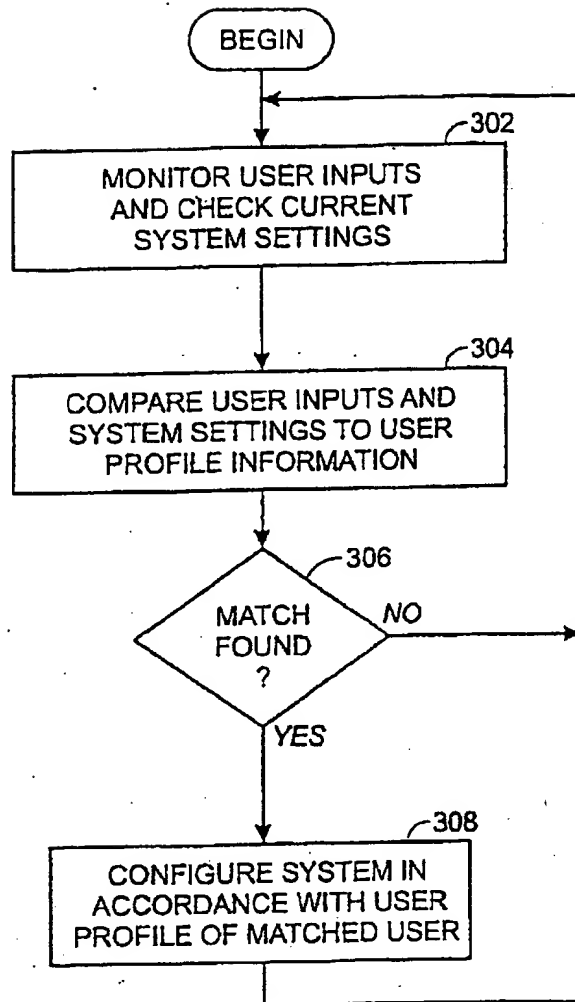 BEGIN
302
MONITOR USER INPUTS
AND CHECK CURRENT
SYSTEM SETTINGS
304
COMPARE USER INPUTS AND
SYSTEM SETTINGS TO USER
PROFILE INFORMATION
306
MATCH
FOUND
?
NO
YES
308
CONFIGURE SYSTEM IN
ACCORDANCE WITH USER
PROFILE OF MATCHED USER